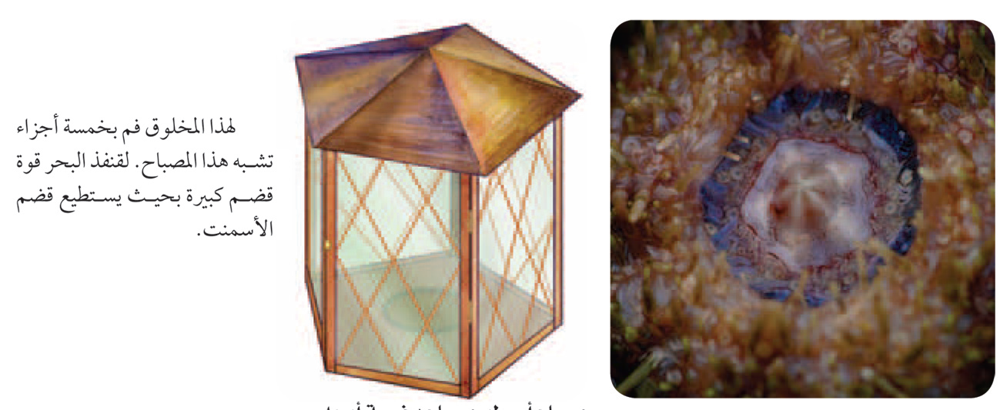 لهذا المخلوق فم بخمسة أجزاء
تشبه هذا المصباح. لقنفذ البحر قوة
قضم كبيرة بحيث يستطيع قضم
الأسمنت.